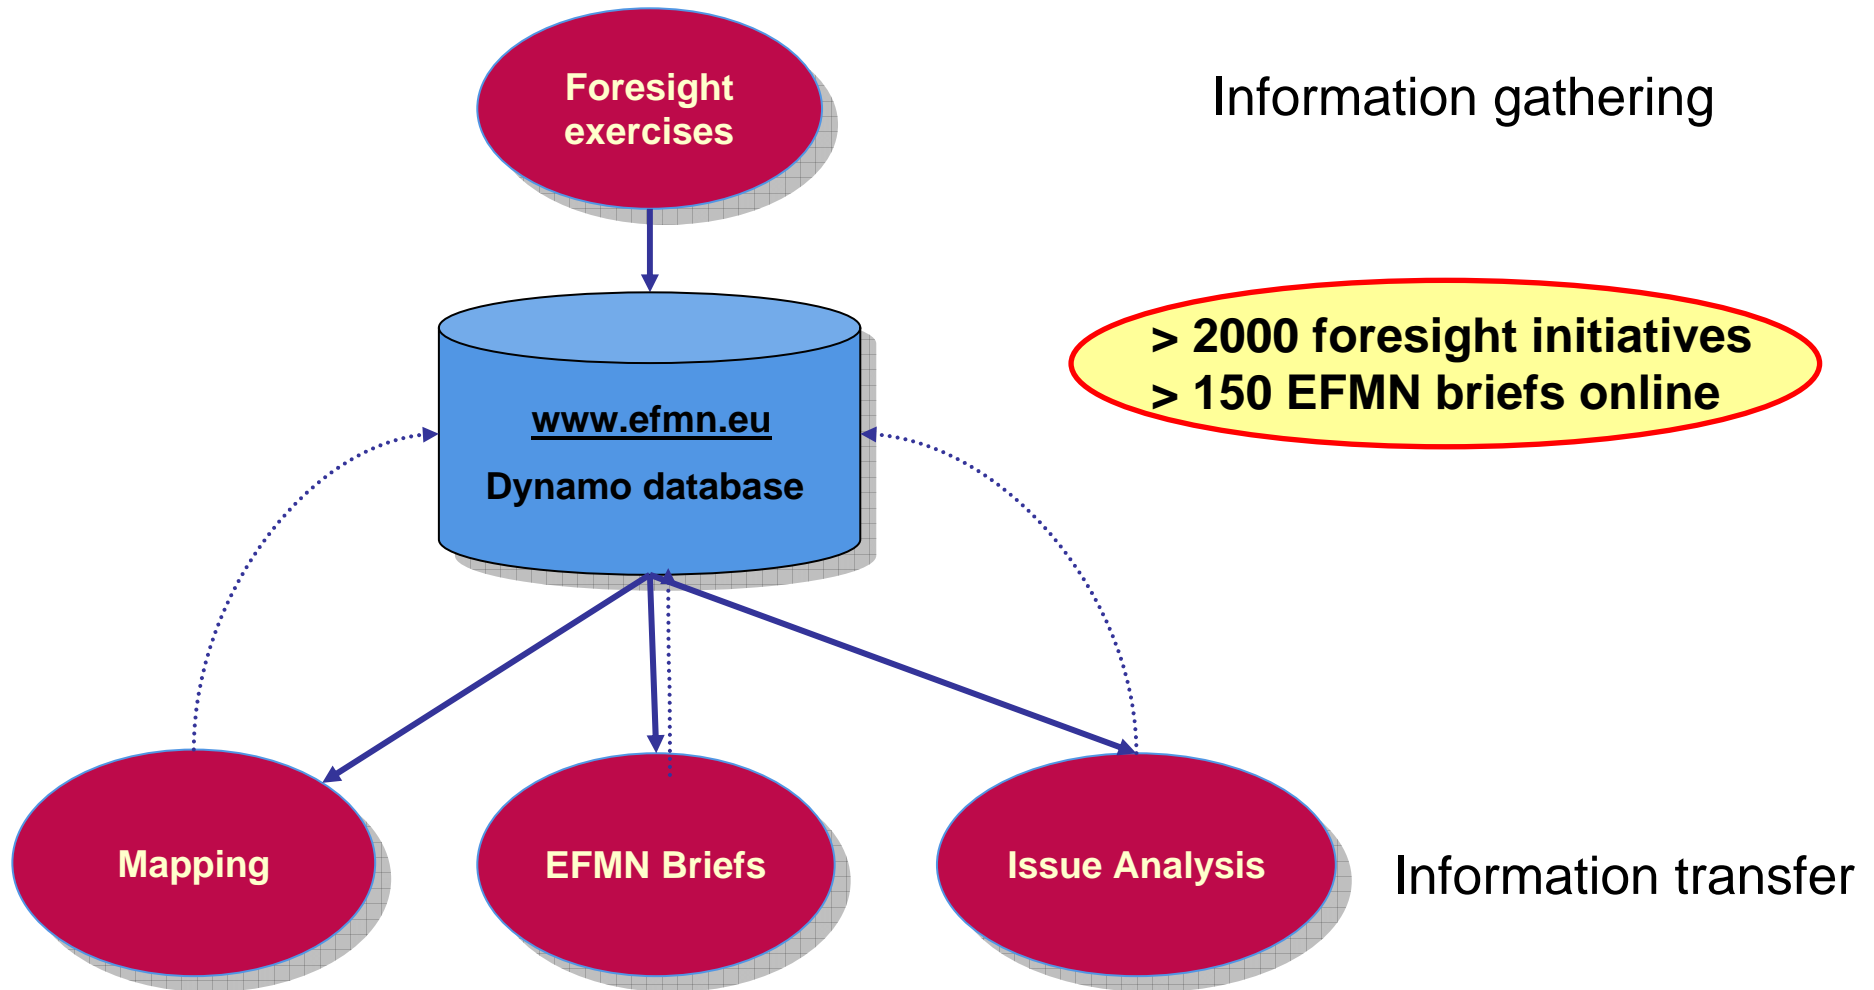 Foresight
exercises
Information gathering
> 2000 foresight initiatives
> 150 EFMN briefs online
www.efmn.eu
Dynamo database
Mapping
EFMN Briefs
Issue Analysis
Information transfer